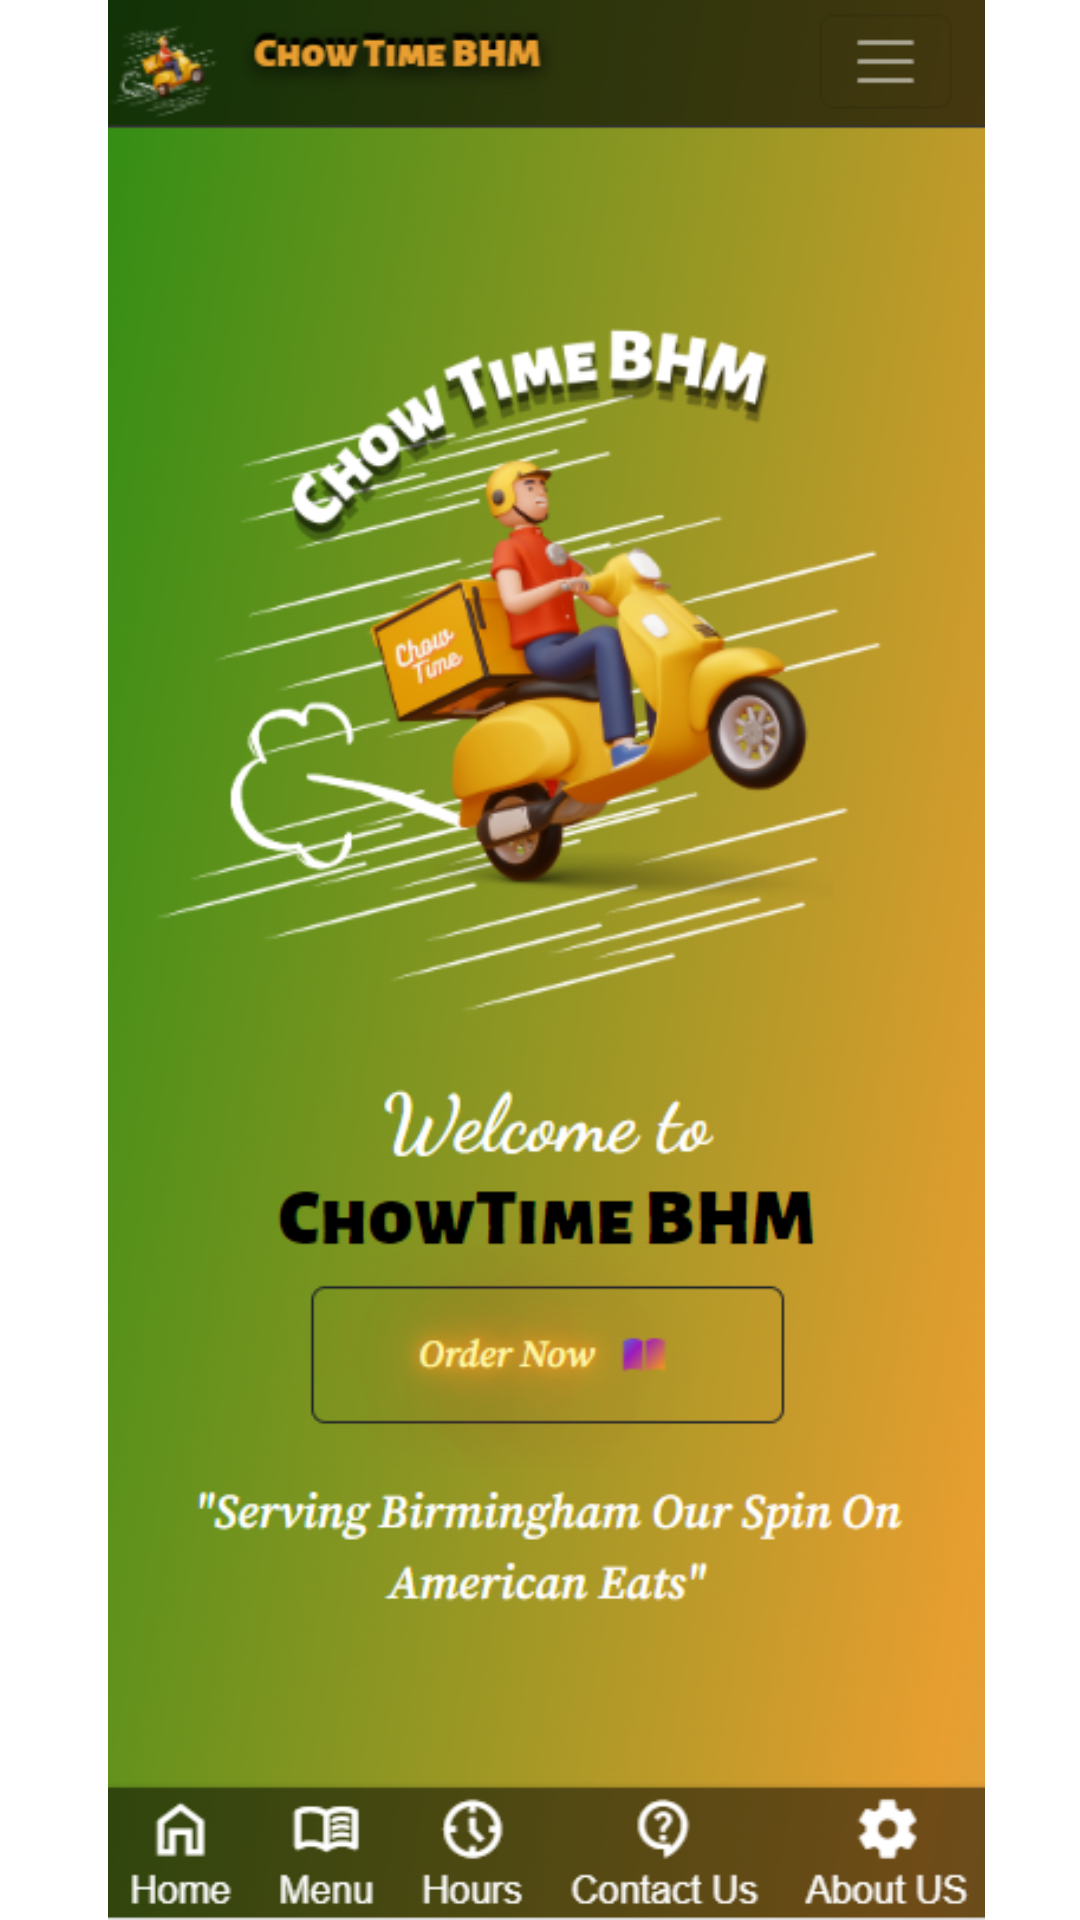 Chow Time BHM
Chow Time BHM
Chow
Time
Welcome to
ChowTime BHM
Order Now
"Serving Birmingham Our Spin On
American Eats"
Home Menu Hours Contact Us About US